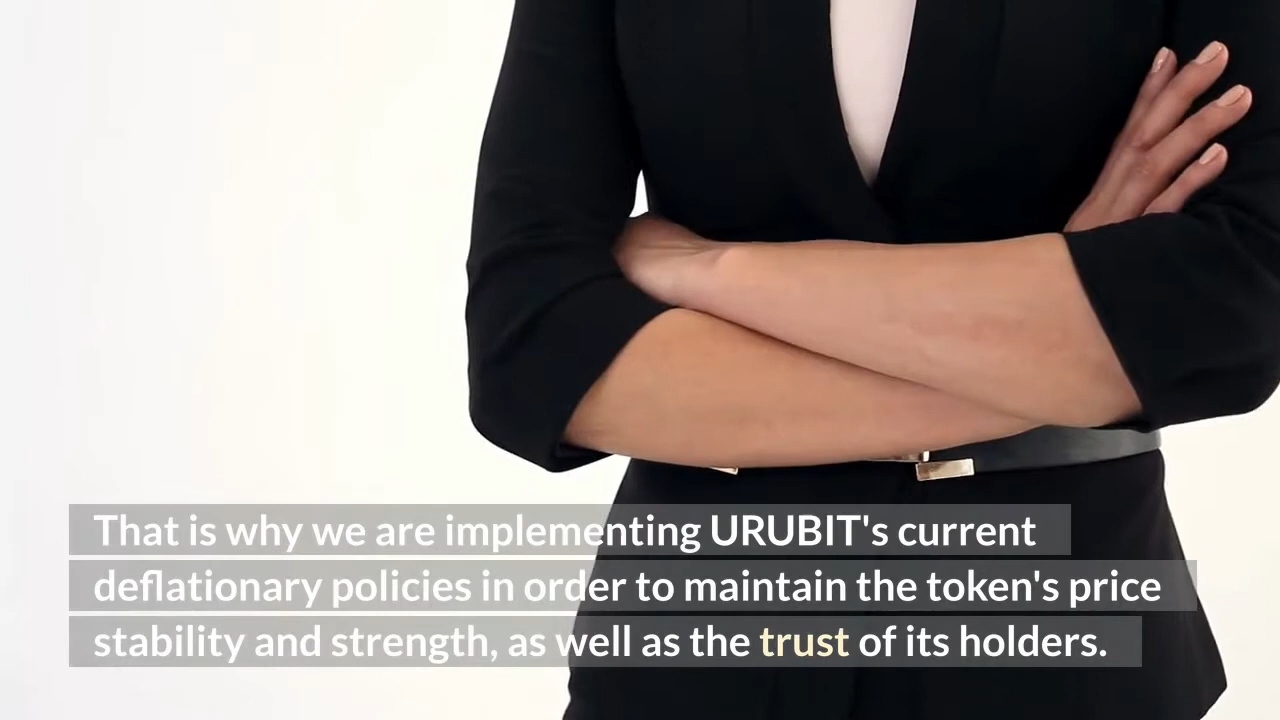 That is why we are implementing URUBIT's current
deflationary policies in order to maintain the token's price
stability and strength, as well as the trust of its holders.